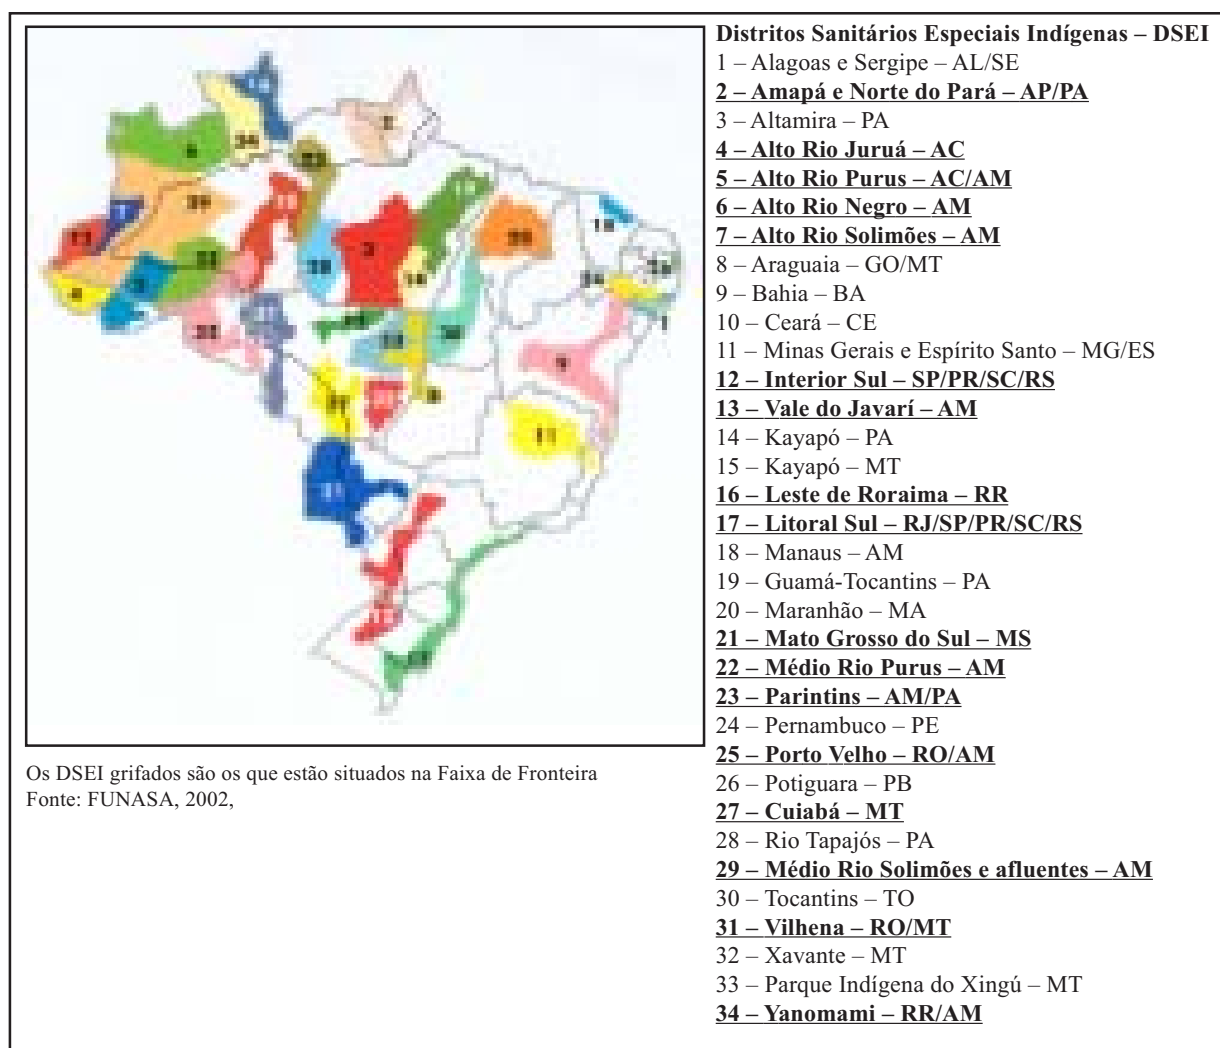 Distritos Sanitários Especiais Indígenas – DSEI
1 – Alagoas e Sergipe – AL/SE
2 – Amapá e Norte do Pará – AP/PA
3 – Altamira – PA
4 – Alto Rio Juruá – AC
5 – Alto Rio Purus – AC/AM
6 – Alto Rio Negro – AM
7 – Alto Rio Solimões – AM
8 – Araguaia – GO/MT
9 – Bahia – BA
10 – Ceará – CE
11 – Minas Gerais e Espírito Santo – MG/ES
12 – Interior Sul – SP/PR/SC/RS
13 – Vale do Javarí – AM
14 – Kayapó – PA
15 – Kayapó – MT
16 – Leste de Roraima – RR
17 – Litoral Sul – RJ/SP/PR/SC/RS
18 – Manaus – AM
19 – Guamá-Tocantins – PA
20 – Maranhão – MA
21 – Mato Grosso do Sul – MS
22 – Médio Rio Purus – AM
23 – Parintins – AM/PA
24 – Pernambuco – PE
25 – Porto Velho – RO/AM
26 – Potiguara – PB
27 – Cuiabá – MT
28 – Rio Tapajós – PA
29 – Médio Rio Solimões e afluentes – AM
30 – Tocantins – TO
31 – Vilhena – RO/MT
32 – Xavante – MT
33 – Parque Indígena do Xingú – MT
34 – Yanomami – RR/AM
34
2
3
9
11
1
Os DSEI grifados são os que estão situados na Faixa de Fronteira
Fonte: FUNASA, 2002,